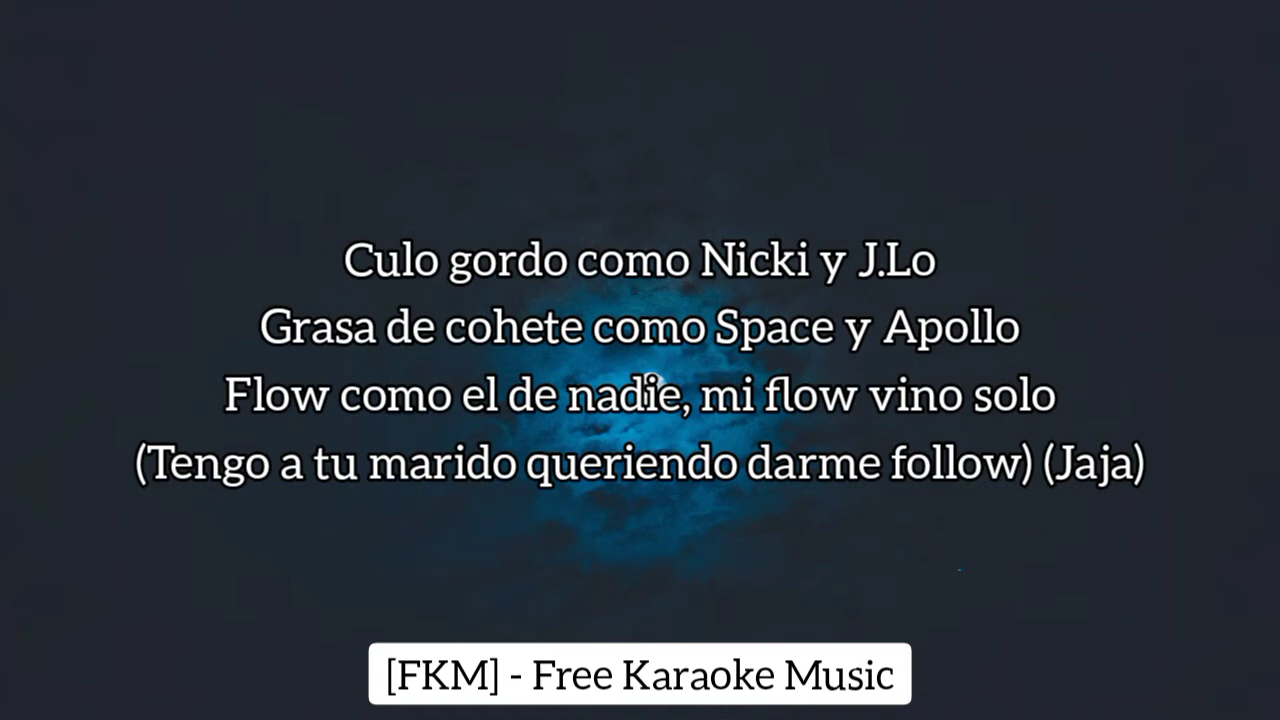 Culo gordo como Nicki y J.Lo
Grasa de cohete como Space y Apollo
Flow como el de nadie, mi flow vino solo
(Tengo a tu marido queriendo darme follow) (Jaja)
[FKM] - Free Karaoke Music